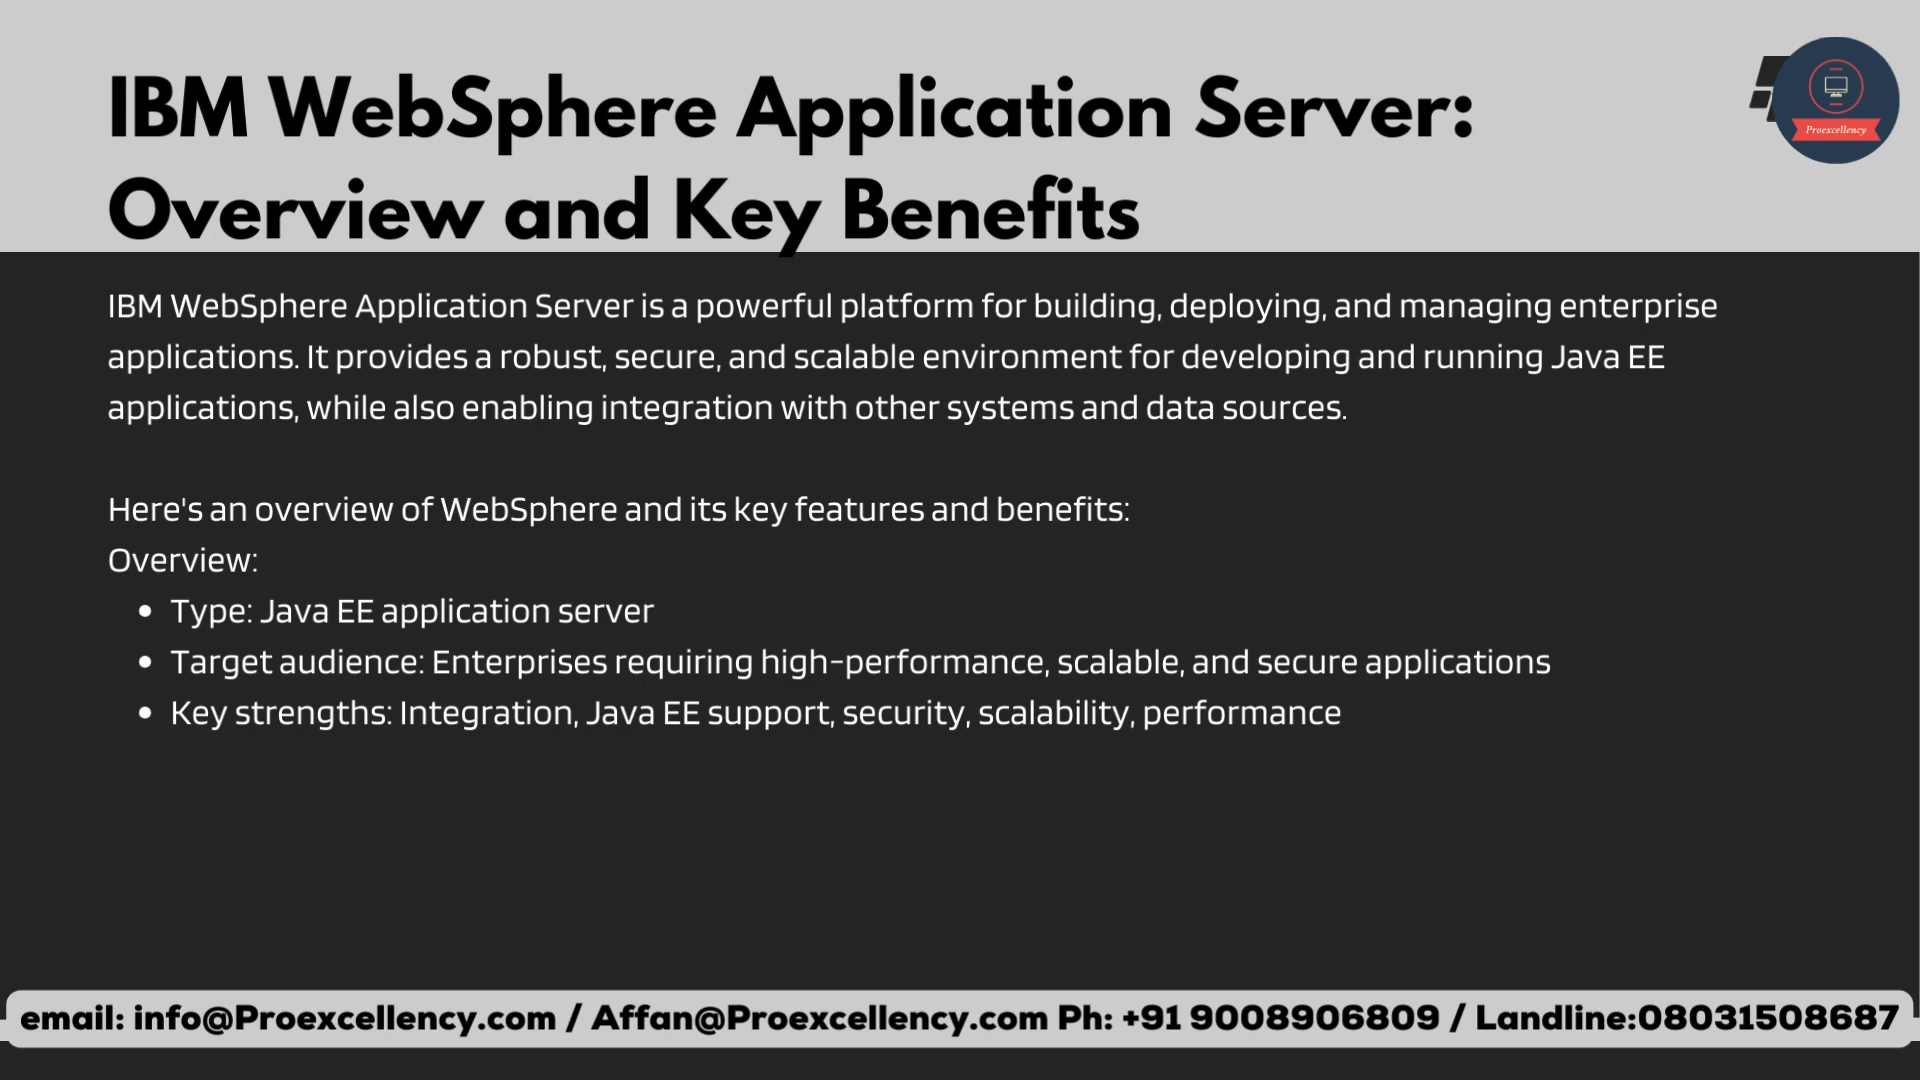 IBM WebSphere Application Server:
Overview and Key Benefits
Proexcellency
IBM WebSphere Application Server is a powerful platform for building, deploying, and managing enterprise
applications. It provides a robust, secure, and scalable environment for developing and running Java EE
applications, while also enabling integration with other systems and data sources.
Here's an overview of WebSphere and its key features and benefits:
Overview:
• Type: Java EE application server
• Target audience: Enterprises requiring high-performance, scalable, and secure applications
• Key strengths: Integration, Java EE support, security, scalability, performance
email: info@Proexcellency.com / Affan@Proexcellency.com Ph: +91 9008906809 / Landline:08031508687